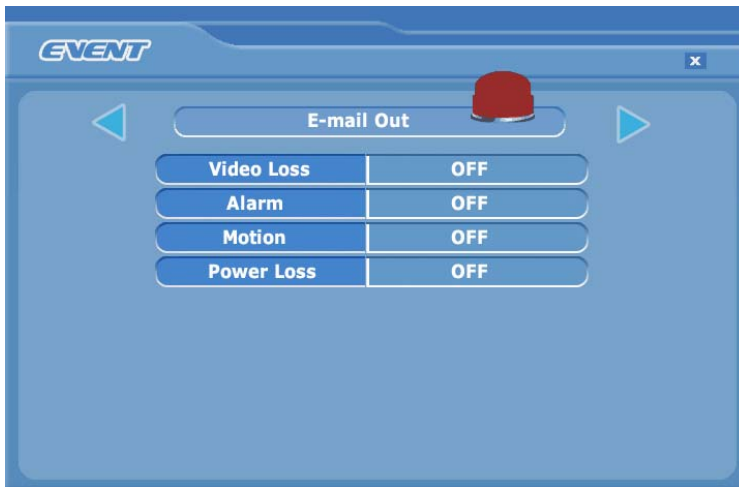 EVENT
X
E-mail Out
Video Loss OFF
Alarm OFF
Motion OFF
Power Loss OFF